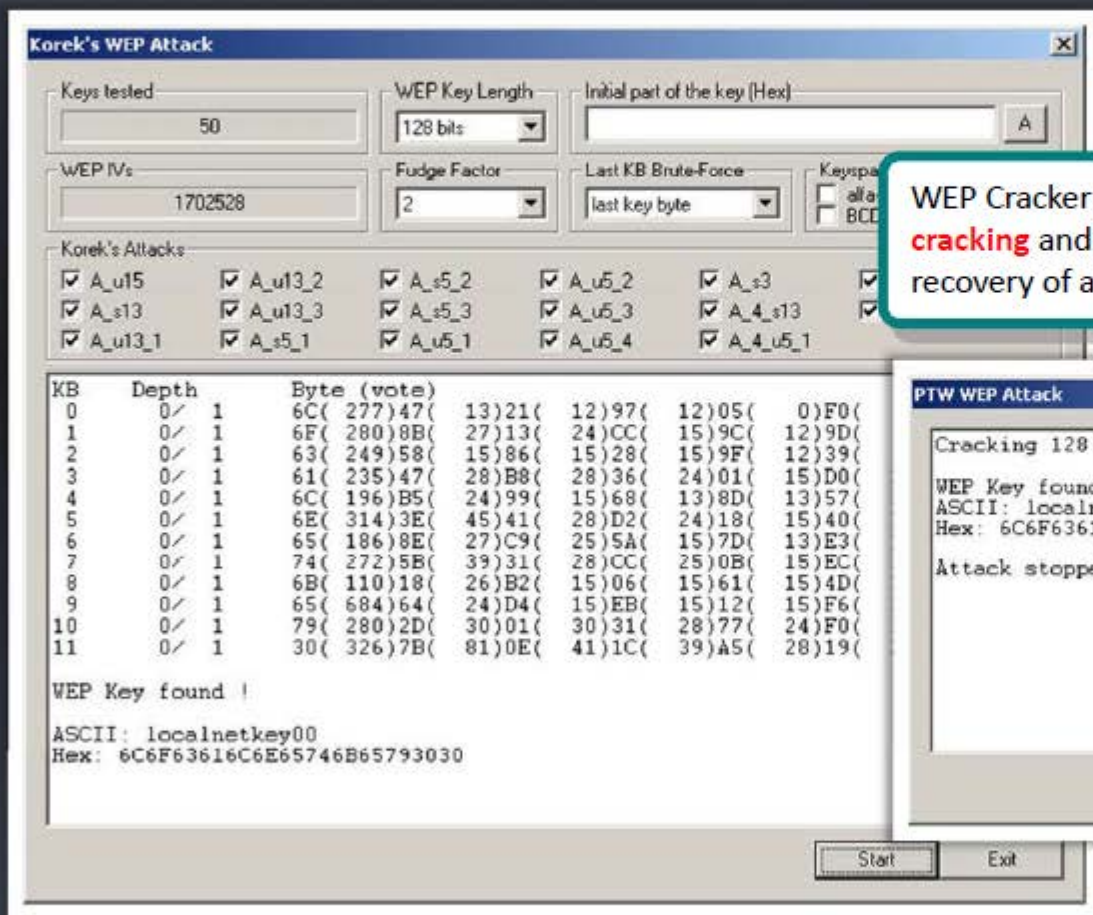 Korek's WEP Attack
Keys tested
50
WEP Key Length
128 bits
Initial part of the key (Hex)
A
WEP IVs
1702528
Fudge Factor
2
Last KB Brute-Force
last key byte
Keyspa
alfa-
BCD
Korek's Attacks
A_u15 A_u13_2 A_s5_2 A_u5_2 A_s3
A_s13 A_u13_3 A_s5_3 A_u5_3 A_4_s13
A_u13_1 A_s5_1 A_u5_1 A_u5_4 A_4_u5_1
KB Depth Byte (vote)
0 0/ 1 6C( 277)47( 13)21( 12)97( 12)05( 0)F0(
1 0/ 1 6F( 280)8B( 27)13( 24)CC( 15)9C( 12)9D(
2 0/ 1 63( 249)58( 15)86( 15)28( 15)9F( 12)39(
3 0/ 1 61( 235)47( 28)B8( 28)36( 24)01( 15)D0(
4 0/ 1 6C( 196)B5( 24)99( 15)68( 13)8D( 13)57(
5 0/ 1 6E( 314)3E( 45)41( 28)D2( 24)18( 15)40(
6 0/ 1 65( 186)8E( 27)C9( 25)5A( 15)7D( 13)E3(
7 0/ 1 74( 272)5B( 39)31( 28)CC( 25)0B( 15)EC(
8 0/ 1 6B( 110)18( 26)B2( 15)06( 15)61( 15)4D(
9 0/ 1 65( 684)64( 24)D4( 15)EB( 15)12( 15)F6(
10 0/ 1 79( 280)2D( 30)01( 30)31( 28)77( 24)F0(
11 0/ 1 30( 326)7B( 81)0E( 41)1C( 39)A5( 28)19(
WEP Key found !
ASCII: localnetkey00
Hex: 6C6F63616C6E65746B65793030
Start
Exit
WEP Cracker
cracking and
recovery of a
PTW WEP Attack
Cracking 128
WEP Key found
ASCII: localn
Hex: 6C6F6361
Attack stoppe